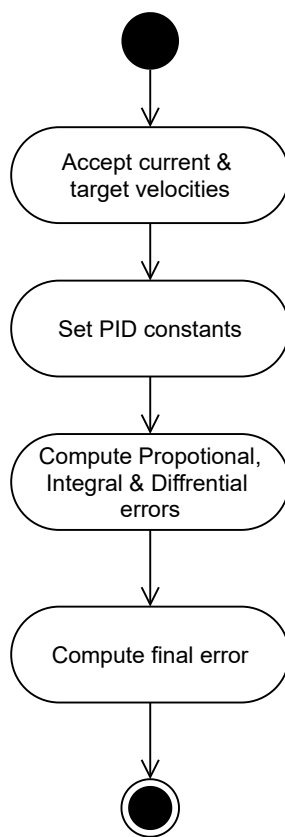 Accept current &
target velocities
Set PID constants
Compute Propotional,
Integral & Diffrential
errors
Compute final error